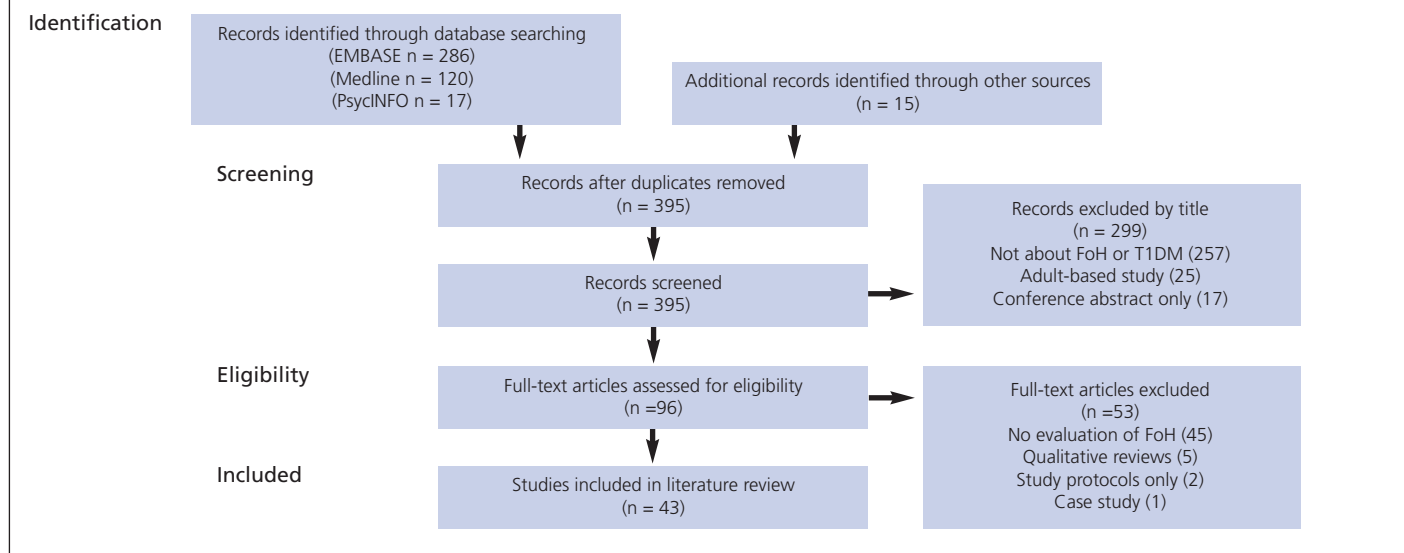 Identification
Records identified through database searching
(EMBASE n = 286)
(Medline n = 120)
(PsycINFO n = 17)
Additional records identified through other sources
(n = 15)
Screening
Records after duplicates removed
(n = 395)
Records screened
(n = 395)
Records excluded by title
(n = 299)
Not about FoH or T1DM (257)
Adult-based study (25)
Conference abstract only (17)
Eligibility
Full-text articles assessed for eligibility
(n =96)
Full-text articles excluded
(n =53)
No evaluation of FoH (45)
Qualitative reviews (5)
Study protocols only (2)
Case study (1)
Included
Studies included in literature review
(n = 43)